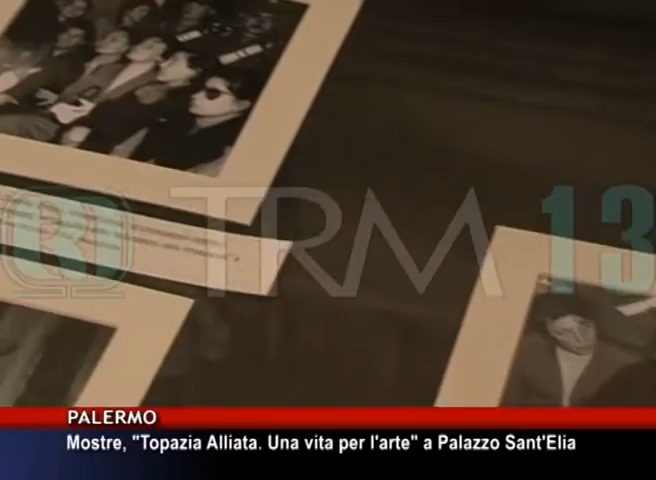 TRM 13
PALERMO
Mostre, "Topazia Alliata. Una vita per l'arte" a Palazzo Sant'Elia